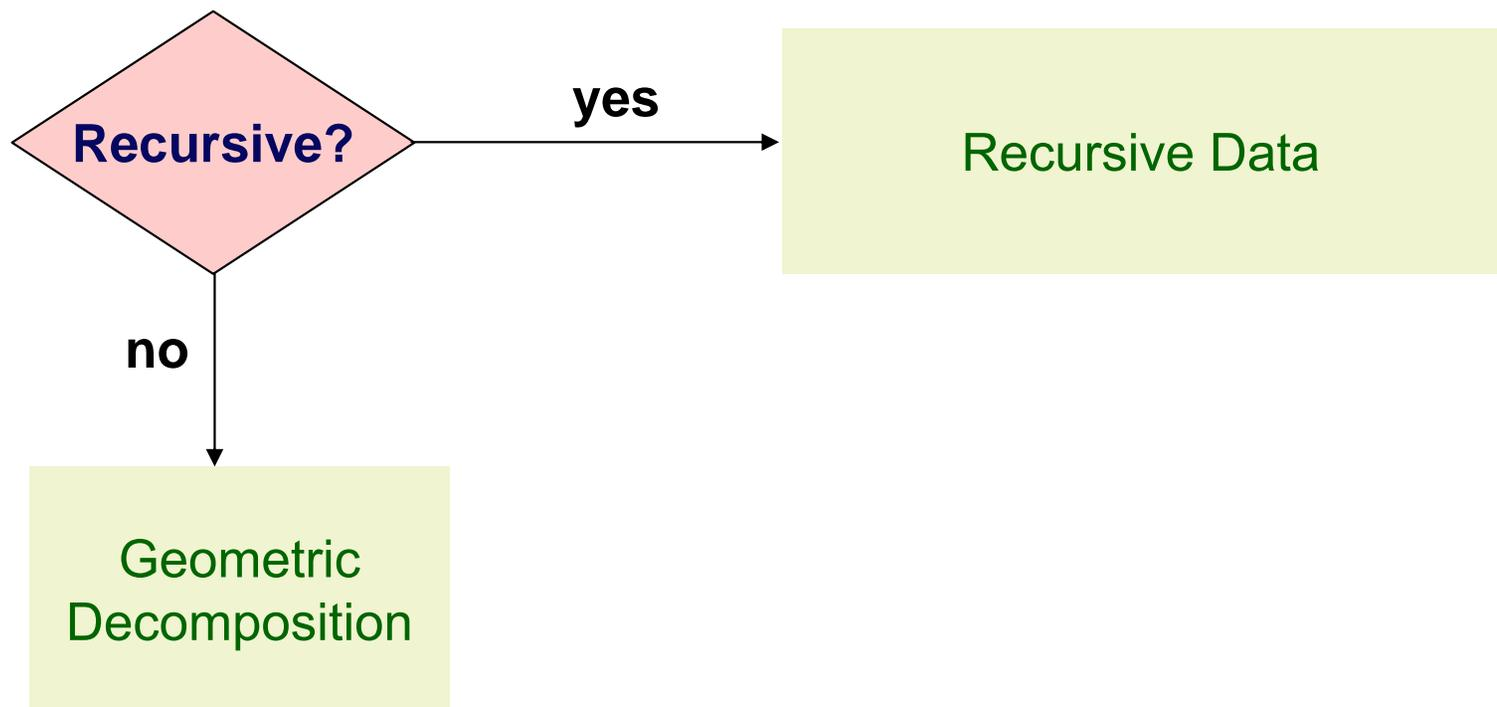 yes
Recursive?
Recursive Data
no
Geometric
Decomposition